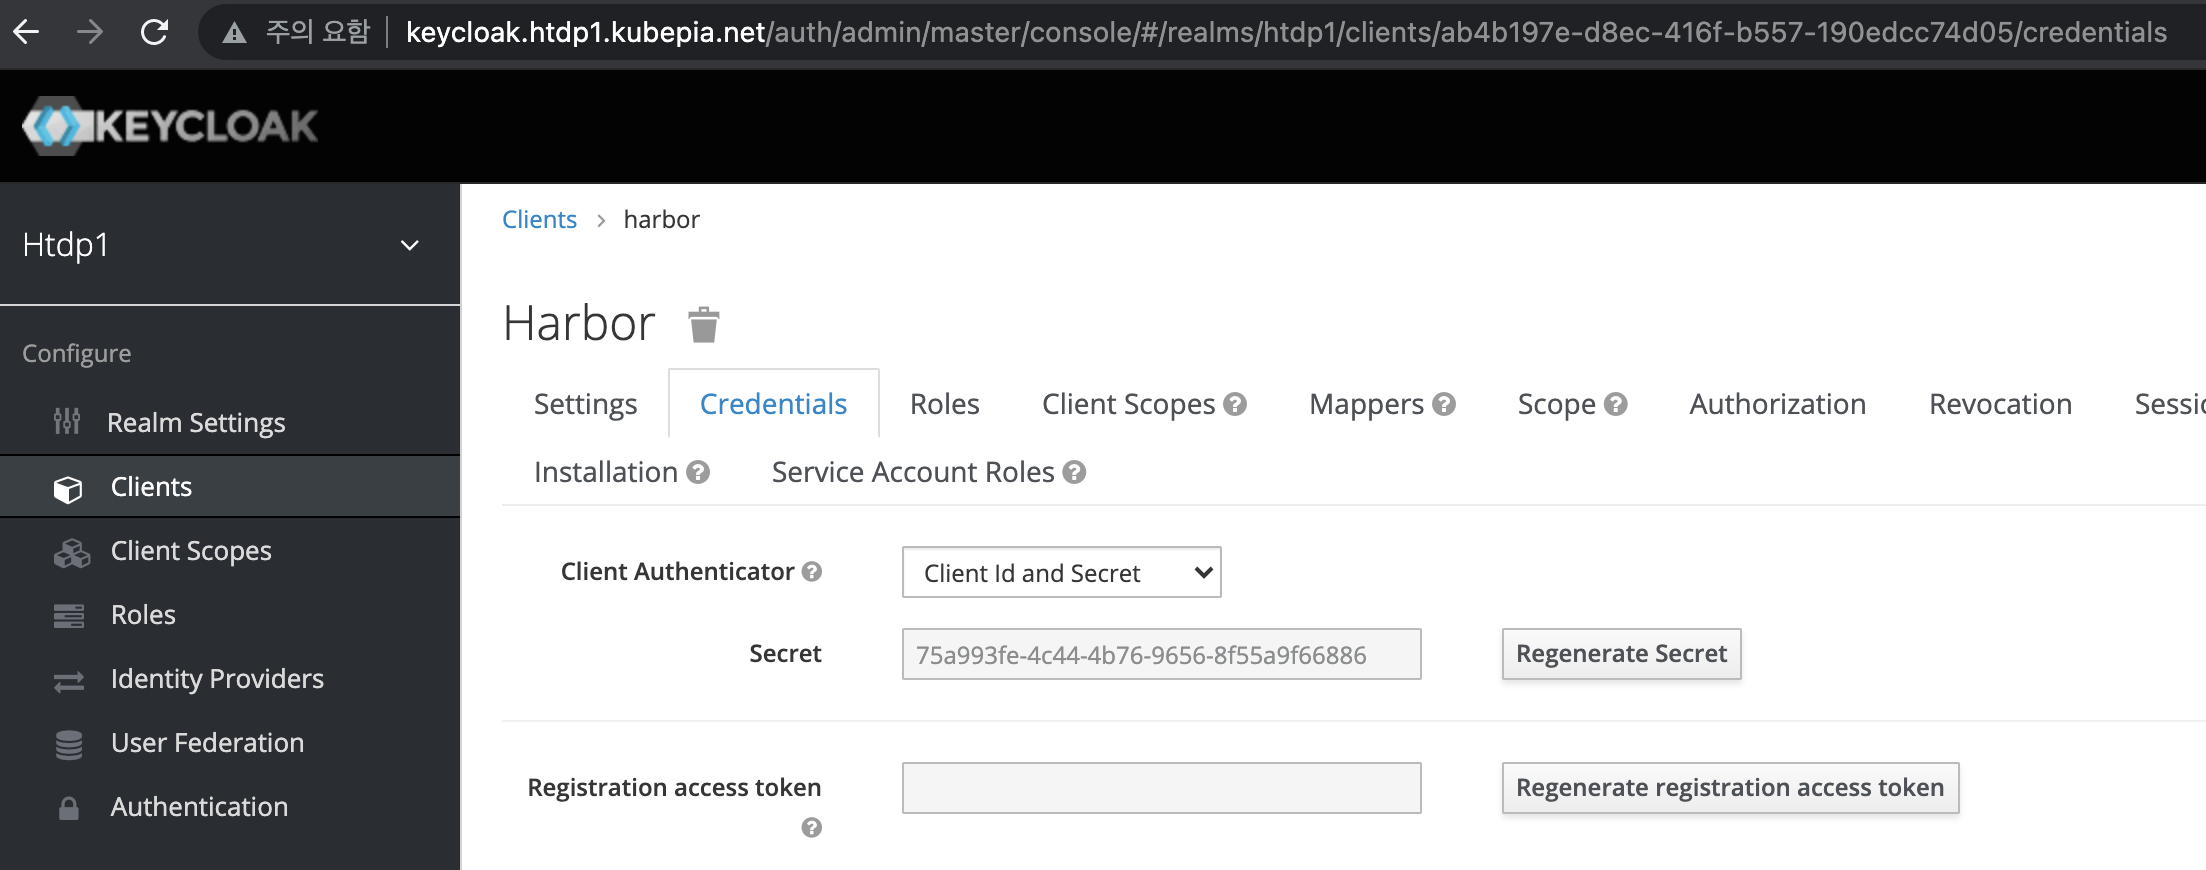 주의 요함 keycloak.htdp1.kubepia.net/auth/admin/master/console/#/realms/htdp1/clients/ab4b197e-d8ec-416f-b557-190edcc74d05/credentials
KEYCLOAK
Htdp1
Configure
Realm Settings
Clients
Client Scopes
Roles
Identity Providers
User Federation
Authentication
Clients > harbor
Harbor
Settings Credentials Roles Client Scopes ? Mappers ? Scope ? Authorization Revocation Sessic
Installation ? Service Account Roles ?
Client Authenticator ? Client Id and Secret
Secret 75a993fe-4c44-4b76-9656-8f55a9f66886 Regenerate Secret
Registration access token ? Regenerate registration access token